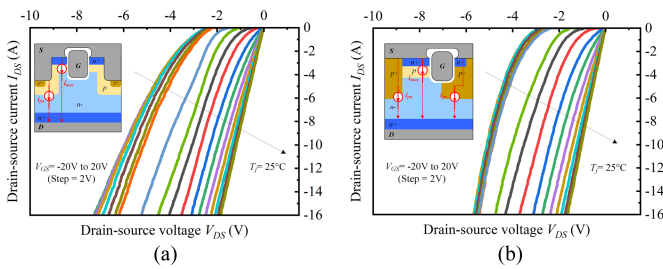 -10 -8 -6 -4 -2 0
0
-2
-4
-6
-8
-10
-12
-14
-16
Drain-source current I_DS (A)
S
G
n+
p
n-
n+
D
V_GS= -20V to 20V
(Step = 2V)
T_j= 25°C
Drain-source voltage V_DS (V)
(a)
-10 -8 -6 -4 -2 0
0
-2
-4
-6
-8
-10
-12
-14
-16
Drain-source current I_DS (A)
S
G
p
n-
D
V_GS= -20V to 20V
(Step = 2V)
T_j= 25°C
Drain-source voltage V_DS (V)
(b)